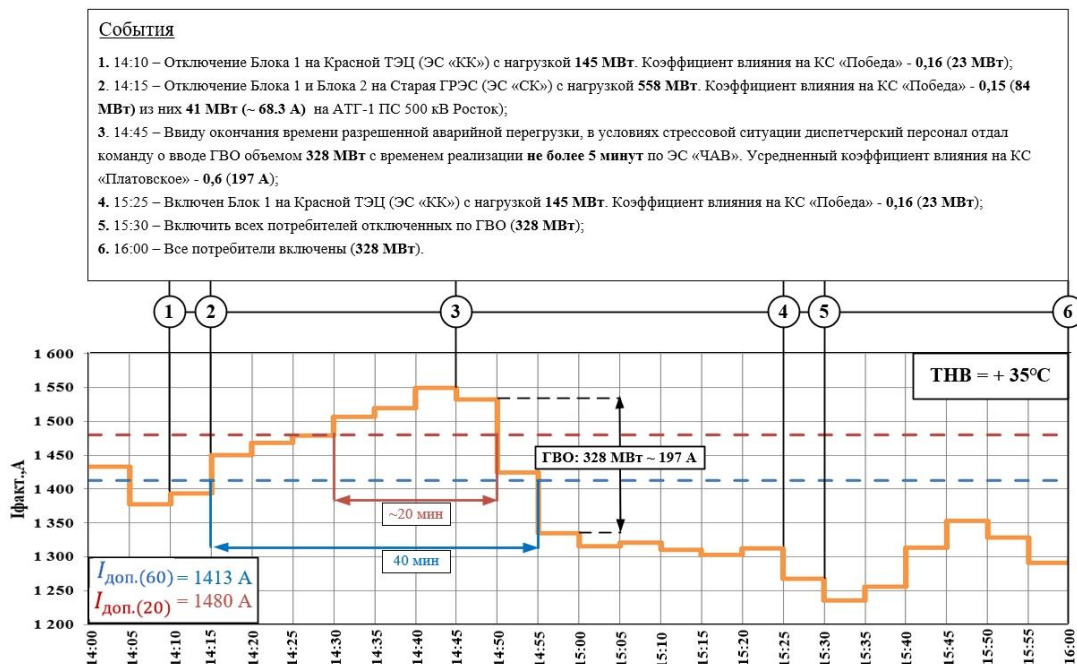 События
1. 14:10 – Отключение Блока 1 на Красной ТЭЦ (ЭС «КК») с нагрузкой 145 МВт. Коэффициент влияния на КС «Победа» - 0,16 (23 МВт);
2. 14:15 – Отключение Блока 1 и Блока 2 на Старая ГРЭС (ЭС «СК») с нагрузкой 558 МВт. Коэффициент влияния на КС «Победа» - 0,15 (84
МВт) из них 41 МВт (~ 68.3 А) на АТГ-1 ПС 500 кВ Росток);
3. 14:45 – Ввиду окончания времени разрешенной аварийной перегрузки, в условиях стрессовой ситуации диспетчерский персонал отдал
команду о вводе ГВО объемом 328 МВт с временем реализации не более 5 минут по ЭС «ЧАВ». Усредненный коэффициент влияния на КС
«Платовское» - 0,6 (197 А);
4. 15:25 – Включен Блок 1 на Красной ТЭЦ (ЭС «КК») с нагрузкой 145 МВт. Коэффициент влияния на КС «Победа» - 0,16 (23 МВт);
5. 15:30 – Включить всех потребителей отключенных по ГВО (328 МВт);
6. 16:00 – Все потребители включены (328 МВт).
1 2 3 4 5 6
1 600
1 550
1 500
1 450
1 400
1 350
1 300
1 250
1 200
Iфакт.,А
ТНВ = + 35°С
ГВО: 328 МВт ~ 197 А
~20 мин
40 мин
Iдоп.(60) = 1413 А
Iдоп.(20) = 1480 А
14:00 14:05 14:10 14:15 14:20 14:25 14:30 14:35 14:40 14:45 14:50 14:55 15:00 15:05 15:10 15:15 15:20 15:25 15:30 15:35 15:40 15:45 15:50 15:55 16:00